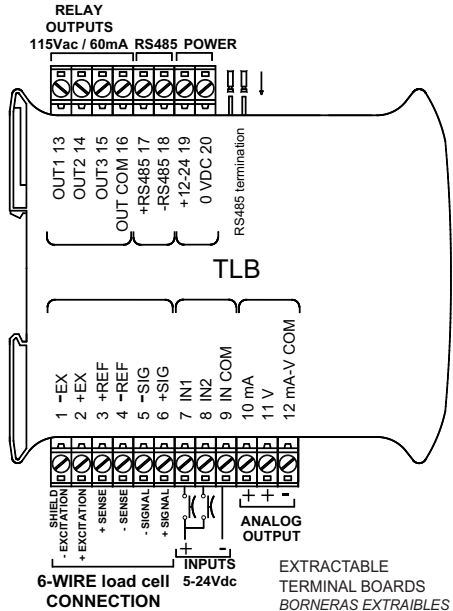 RELAY
OUTPUTS
115Vac / 60mA RS485 POWER
OUT1 13
OUT2 14
OUT3 15
OUT COM 16
+RS485 17
-RS485 18
+12-24 19
0 VDC 20
RS485 termination
TLB
1 -EX
2 +EX
3 +REF
4 -REF
5 -SIG
6 +SIG
7 IN1
8 IN2
9 IN COM
10 mA
11 V
12 mA-V COM
SHIELD
- EXCITATION
+ EXCITATION
+ SENSE
- SENSE
- SIGNAL
+ SIGNAL
+ -
+ + -
ANALOG
OUTPUT
INPUTS
5-24Vdc
6-WIRE load cell
CONNECTION
EXTRACTABLE
TERMINAL BOARDS
BORNERAS EXTRAIBLES